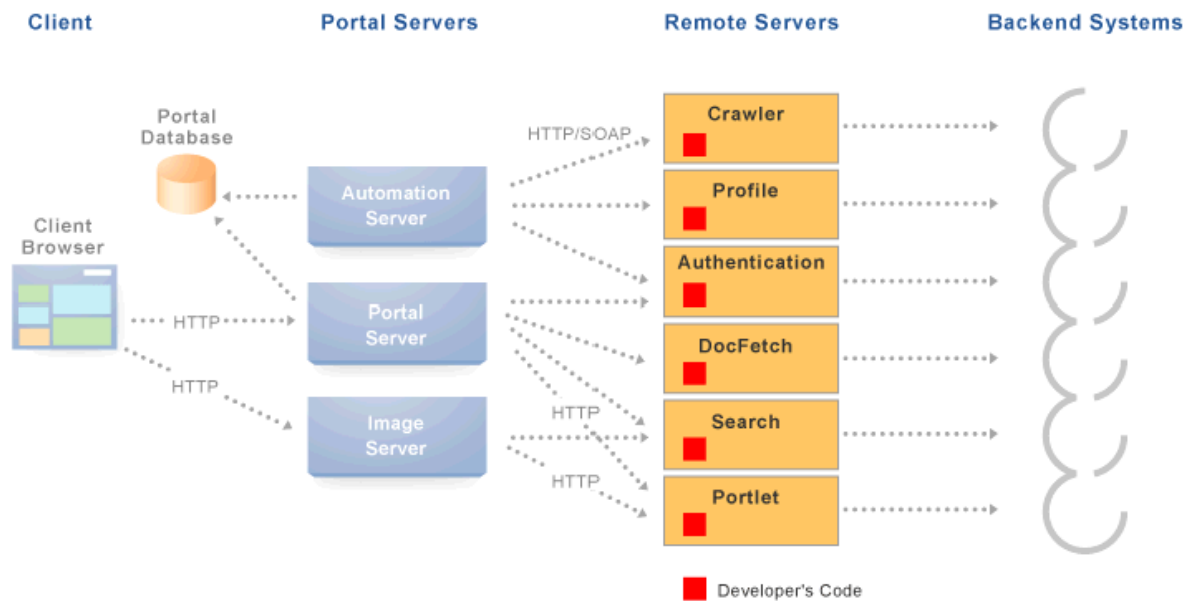 Client
Portal Servers
Remote Servers
Backend Systems
Portal
Database
Client
Browser
Automation
Server
Portal
Server
Image
Server
HTTP
HTTP
HTTP/SOAP
HTTP
HTTP
Crawler
Profile
Authentication
DocFetch
Search
Portlet
Developer's Code